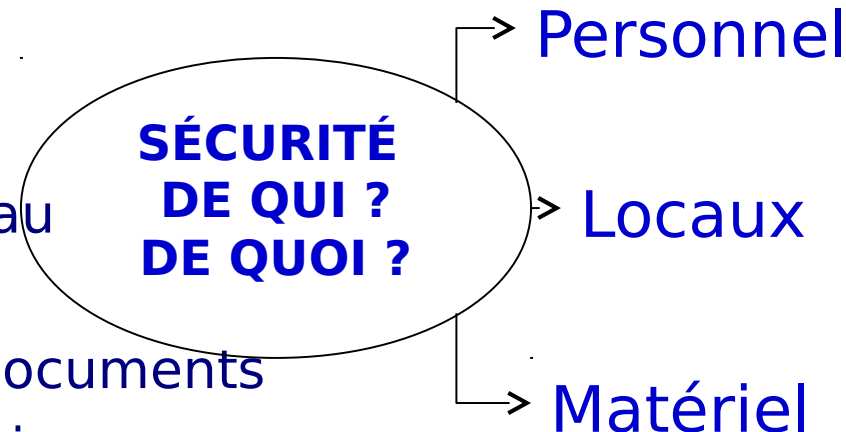 Personnel
SÉCURITÉ
DE QUI ?
DE QUOI ?
au
Locaux
ocuments
Matériel